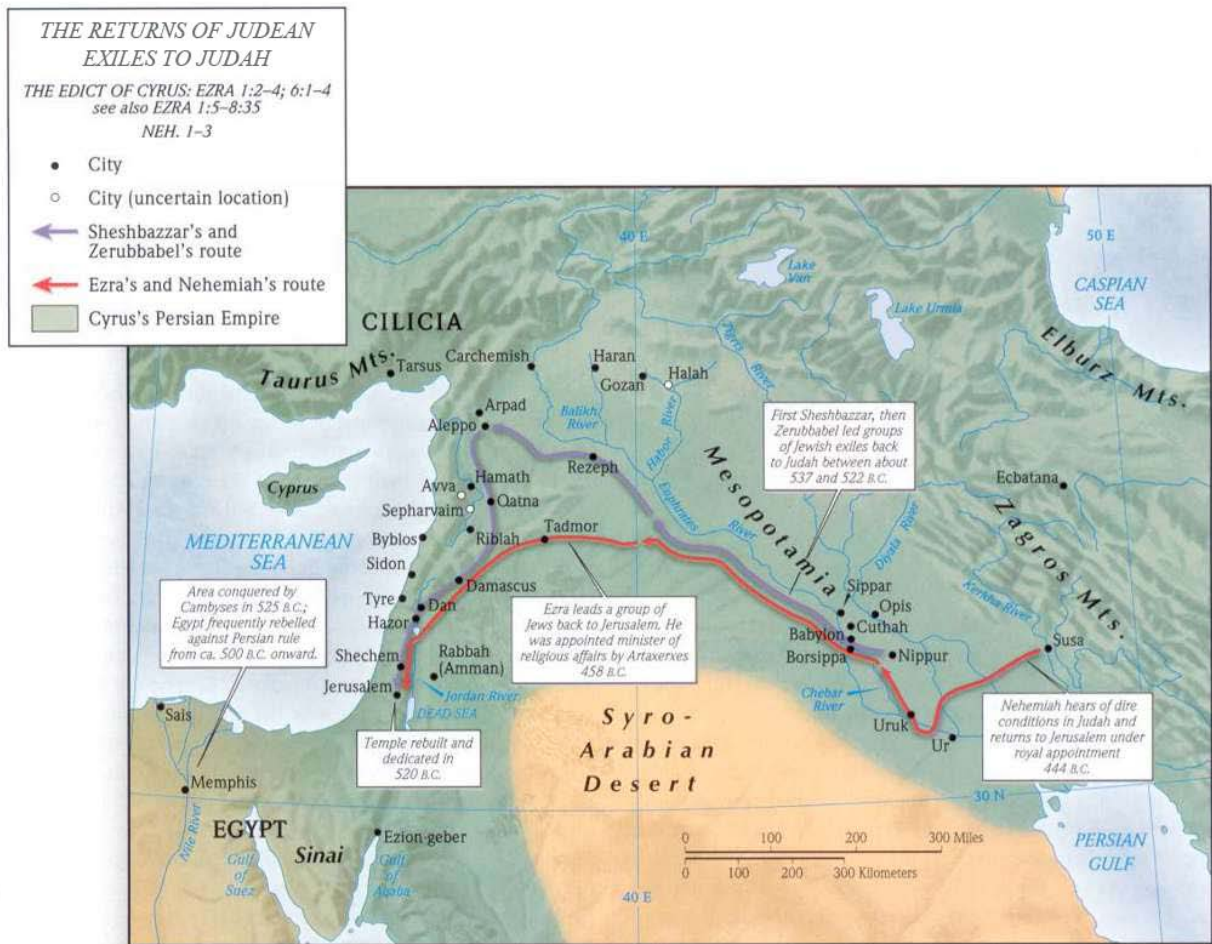 THE RETURNS OF JUDEAN
EXILES TO JUDAH
THE EDICT OF CYRUS: EZRA 1:2–4; 6:1–4
see also EZRA 1:5–8:35
NEH. 1–3
City
City (uncertain location)
Sheshbazzar's and
Zerubbabel's route
Ezra's and Nehemiah's route
Cyrus's Persian Empire
40 E
50 E
Lake
Van
CASPIAN
SEA
Lake Urmia
CILICIA
Tigris
River
Elburz Mts.
Taurus Mts.
Tarsus
Carchemish
Haran
Gozan
Halah
Arpad
Aleppo
Balikh
River
Habor River
First Sheshbazzar, then
Zerubbabel led groups
of Jewish exiles back
to Judah between about
537 and 522 B.C.
Rezeph
Mesopotamia
Ecbatana
Cyprus
Hamath
Avva
Qatna
Sepharvaim
Euphrates
River
Zagros Mts.
MEDITERRANEAN
SEA
Byblos
Riblah
Tadmor
Diyala River
Sidon
Damascus
Sippar
Kerkha River
Area conquered by
Cambyses in 525 B.C.;
Egypt frequently rebelled
against Persian rule
from ca. 500 B.C. onward.
Tyre
Dan
Hazor
Ezra leads a group of
Jews back to Jerusalem. He
was appointed minister of
religious affairs by Artaxerxes
458 B.C.
Opis
Cuthah
Babylon
Borsippa
Nippur
Susa
Shechem
Rabbah
(Amman)
Jerusalem
Jordan River
DEAD SEA
Chebar
River
Uruk
Ur
Nehemiah hears of dire
conditions in Judah and
returns to Jerusalem under
royal appointment
444 B.C.
Sais
Temple rebuilt and
dedicated in
520 B.C.
Syro-
Arabian
Desert
Memphis
30 N
Nile River
EGYPT
Sinai
Ezion-geber
Gulf
of
Suez
Gulf
of
Aqaba
0 100 200 300 Miles
0 100 200 300 Kilometers
PERSIAN
GULF
40 E